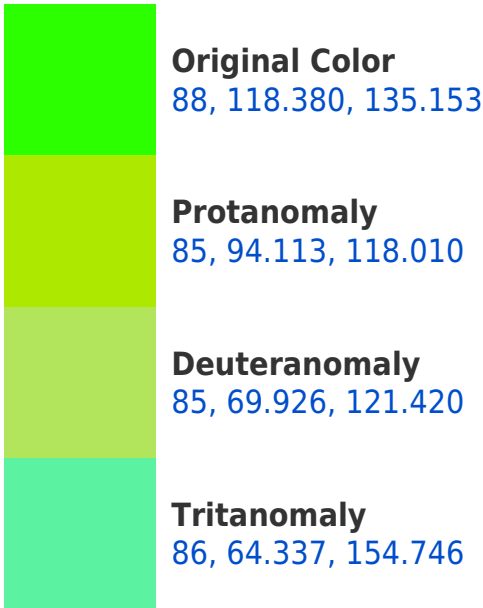 Original Color
88, 118.380, 135.153
Protanomaly
85, 94.113, 118.010
Deuteranomaly
85, 69.926, 121.420
Tritanomaly
86, 64.337, 154.746